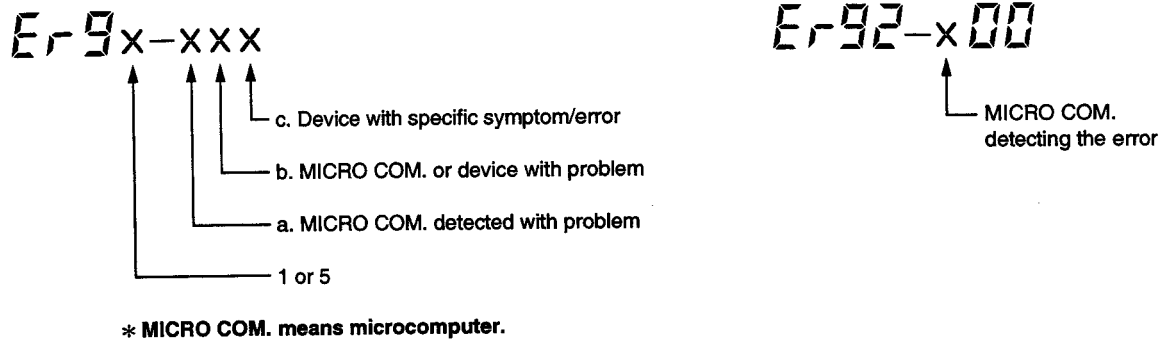 Er9x-xxx
c. Device with specific symptom/error
b. MICRO COM. or device with problem
a. MICRO COM. detected with problem
1 or 5
* MICRO COM. means microcomputer.
Er92-x00
MICRO COM.
detecting the error